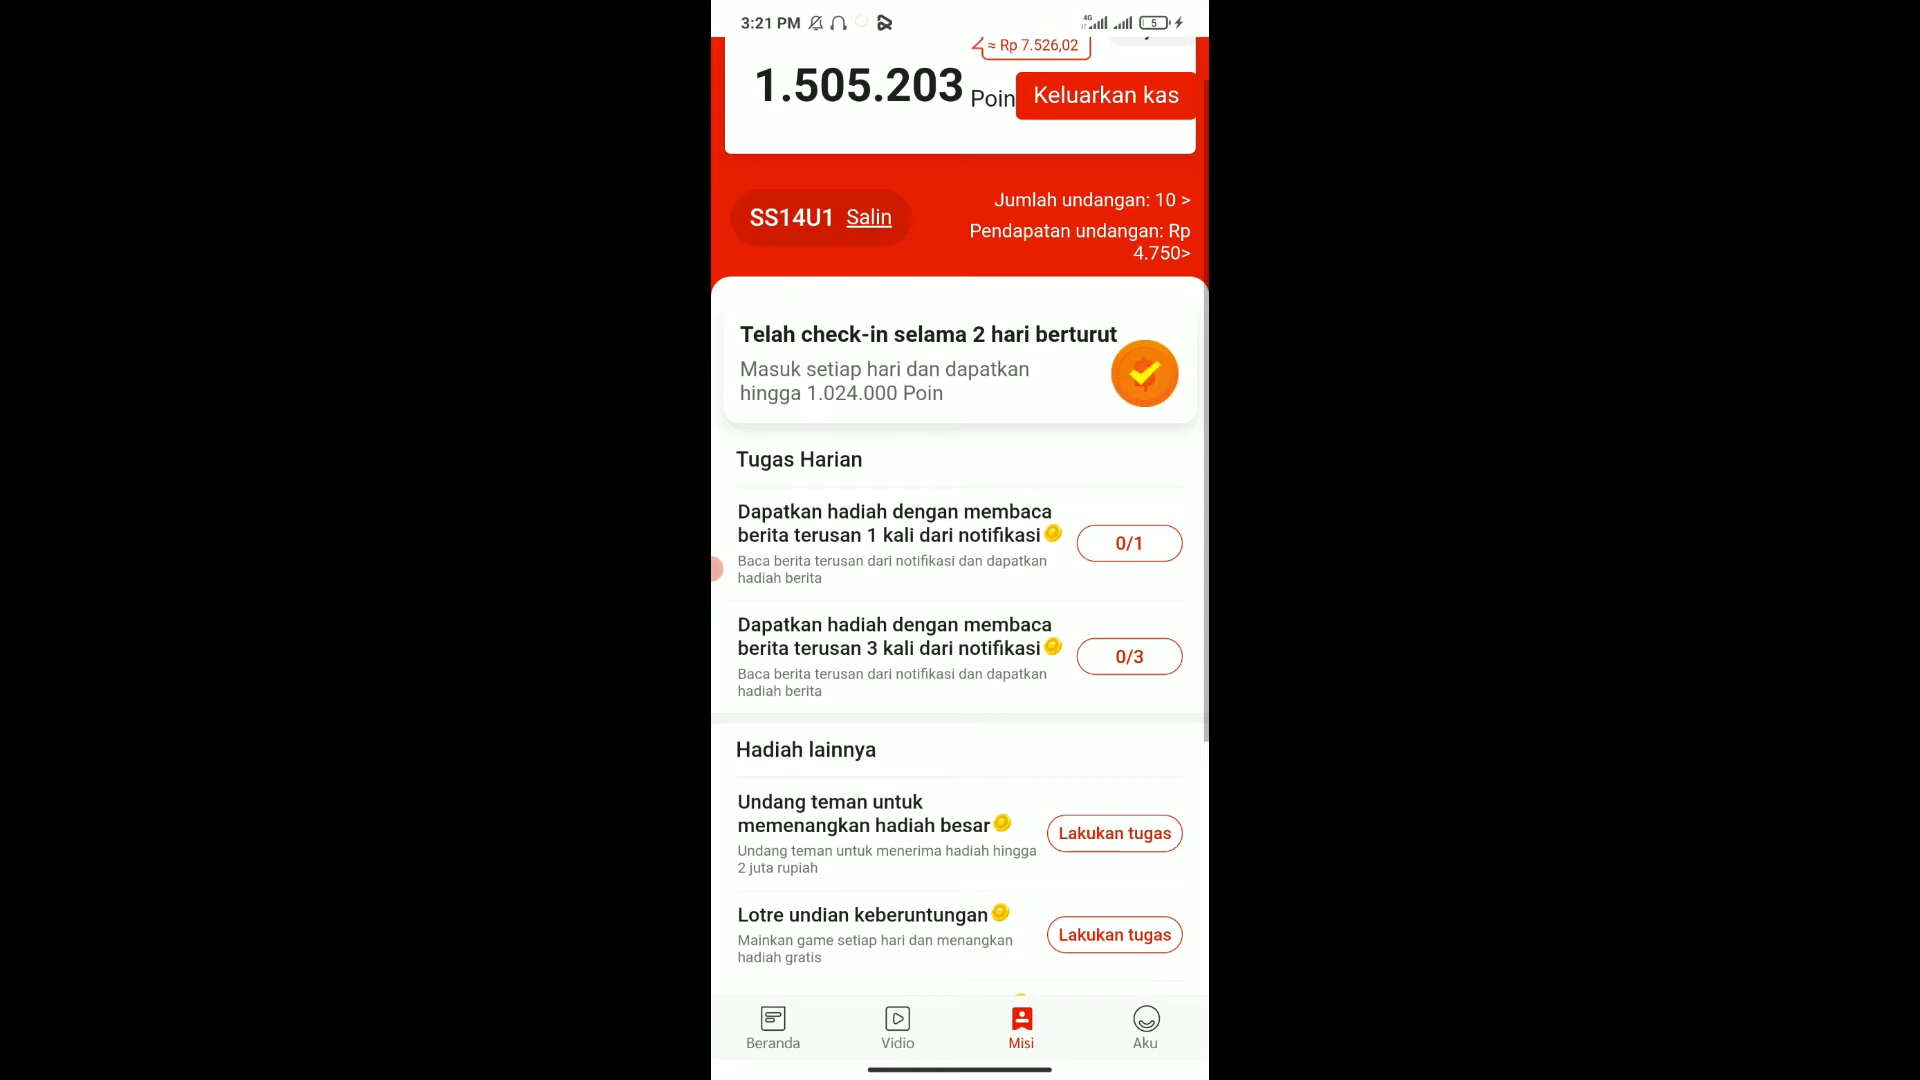 3:21 PM
4G
5
≈ Rp 7.526,02
1.505.203 Poin
Keluarkan kas
SS14U1 Salin
Jumlah undangan: 10 >
Pendapatan undangan: Rp
4.750>
Telah check-in selama 2 hari berturut
Masuk setiap hari dan dapatkan
hingga 1.024.000 Poin
Tugas Harian
Dapatkan hadiah dengan membaca
berita terusan 1 kali dari notifikasi
Baca berita terusan dari notifikasi dan dapatkan
hadiah berita
0/1
Dapatkan hadiah dengan membaca
berita terusan 3 kali dari notifikasi
Baca berita terusan dari notifikasi dan dapatkan
hadiah berita
0/3
Hadiah lainnya
Undang teman untuk
memenangkan hadiah besar
Undang teman untuk menerima hadiah hingga
2 juta rupiah
Lakukan tugas
Lotre undian keberuntungan
Mainkan game setiap hari dan menangkan
hadiah gratis
Lakukan tugas
Beranda
Vidio
Misi
Aku